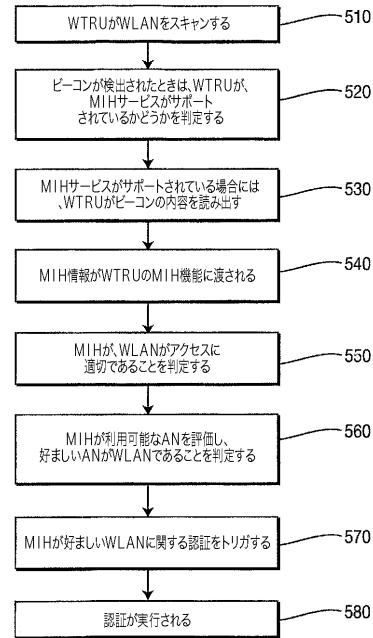 WTRUがWLANをスキャンする
510
ビーコンが検出されたときは、WTRUが、
MIHサービスがサポート
されているかどうかを判定する
520
MIHサービスがサポートされている場合には
、WTRUがビーコンの内容を読み出す
530
MIH情報がWTRUのMIH機能に渡される
540
MIHが、WLANがアクセスに
適切であることを判定する
550
MIHが利用可能なANを評価し、
好ましいANがWLANであることを判定する
560
MIHが好ましいWLANに関する認証をトリガする
570
認証が実行される
580